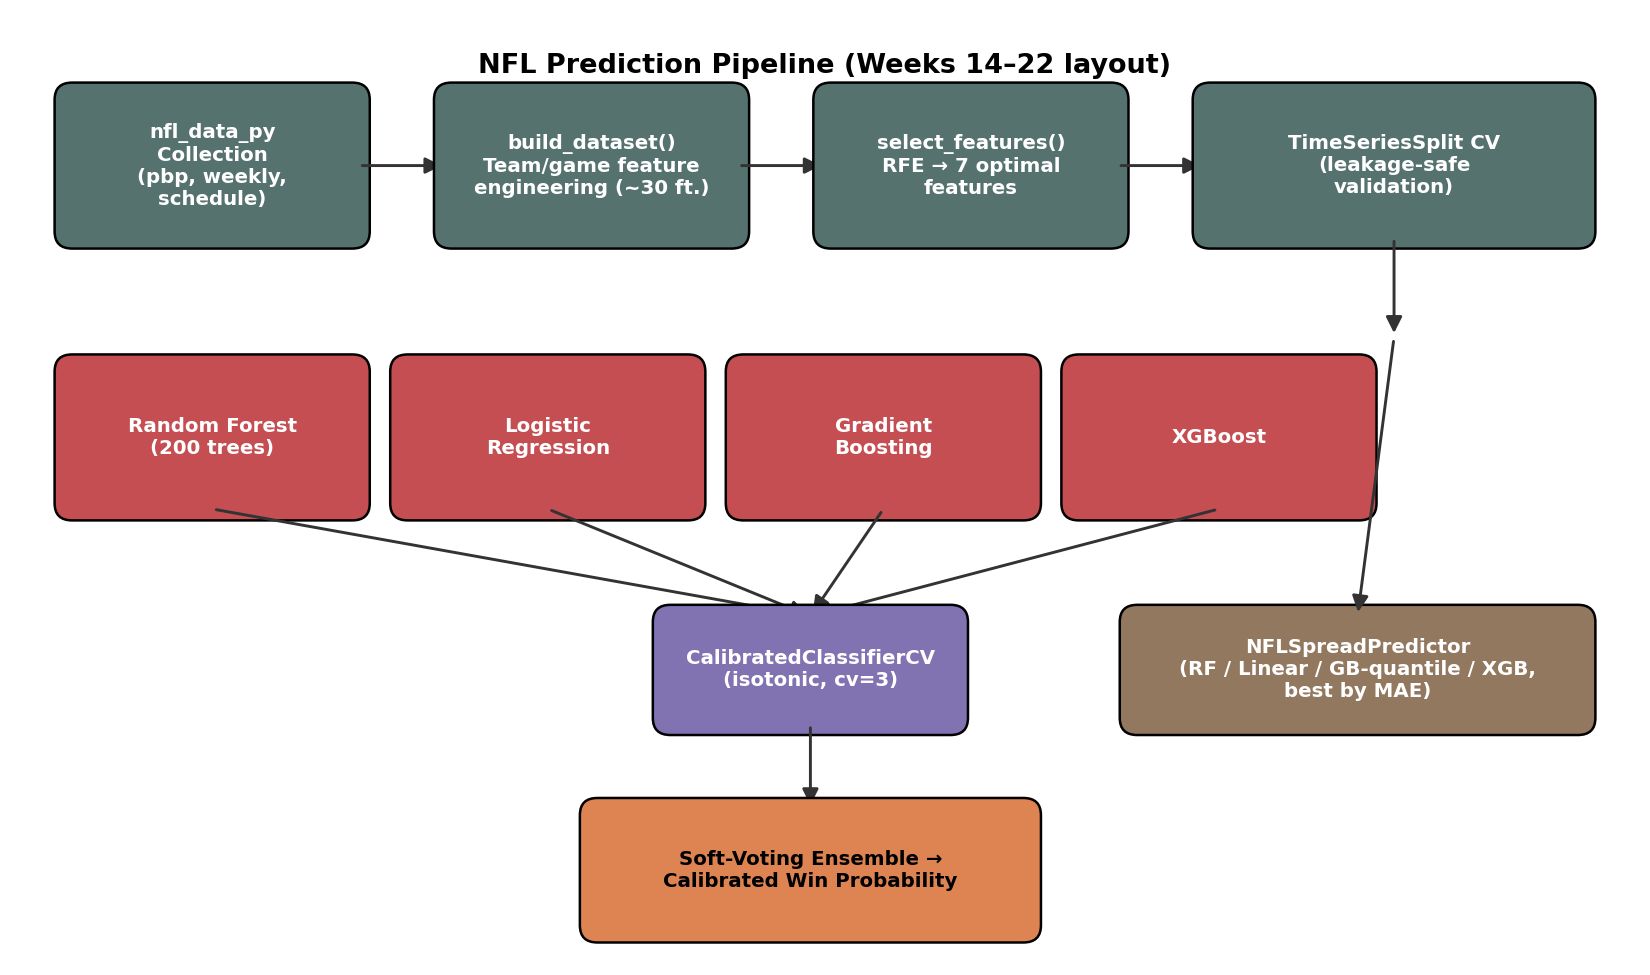 NFL Prediction Pipeline (Weeks 14–22 layout)
nfl_data_py
Collection
(pbp, weekly,
schedule)
build_dataset()
Team/game feature
engineering (~30 ft.)
select_features()
RFE → 7 optimal
features
TimeSeriesSplit CV
(leakage-safe
validation)
Random Forest
(200 trees)
Logistic
Regression
Gradient
Boosting
XGBoost
CalibratedClassifierCV
(isotonic, cv=3)
NFLSpreadPredictor
(RF / Linear / GB-quantile / XGB,
best by MAE)
Soft-Voting Ensemble →
Calibrated Win Probability